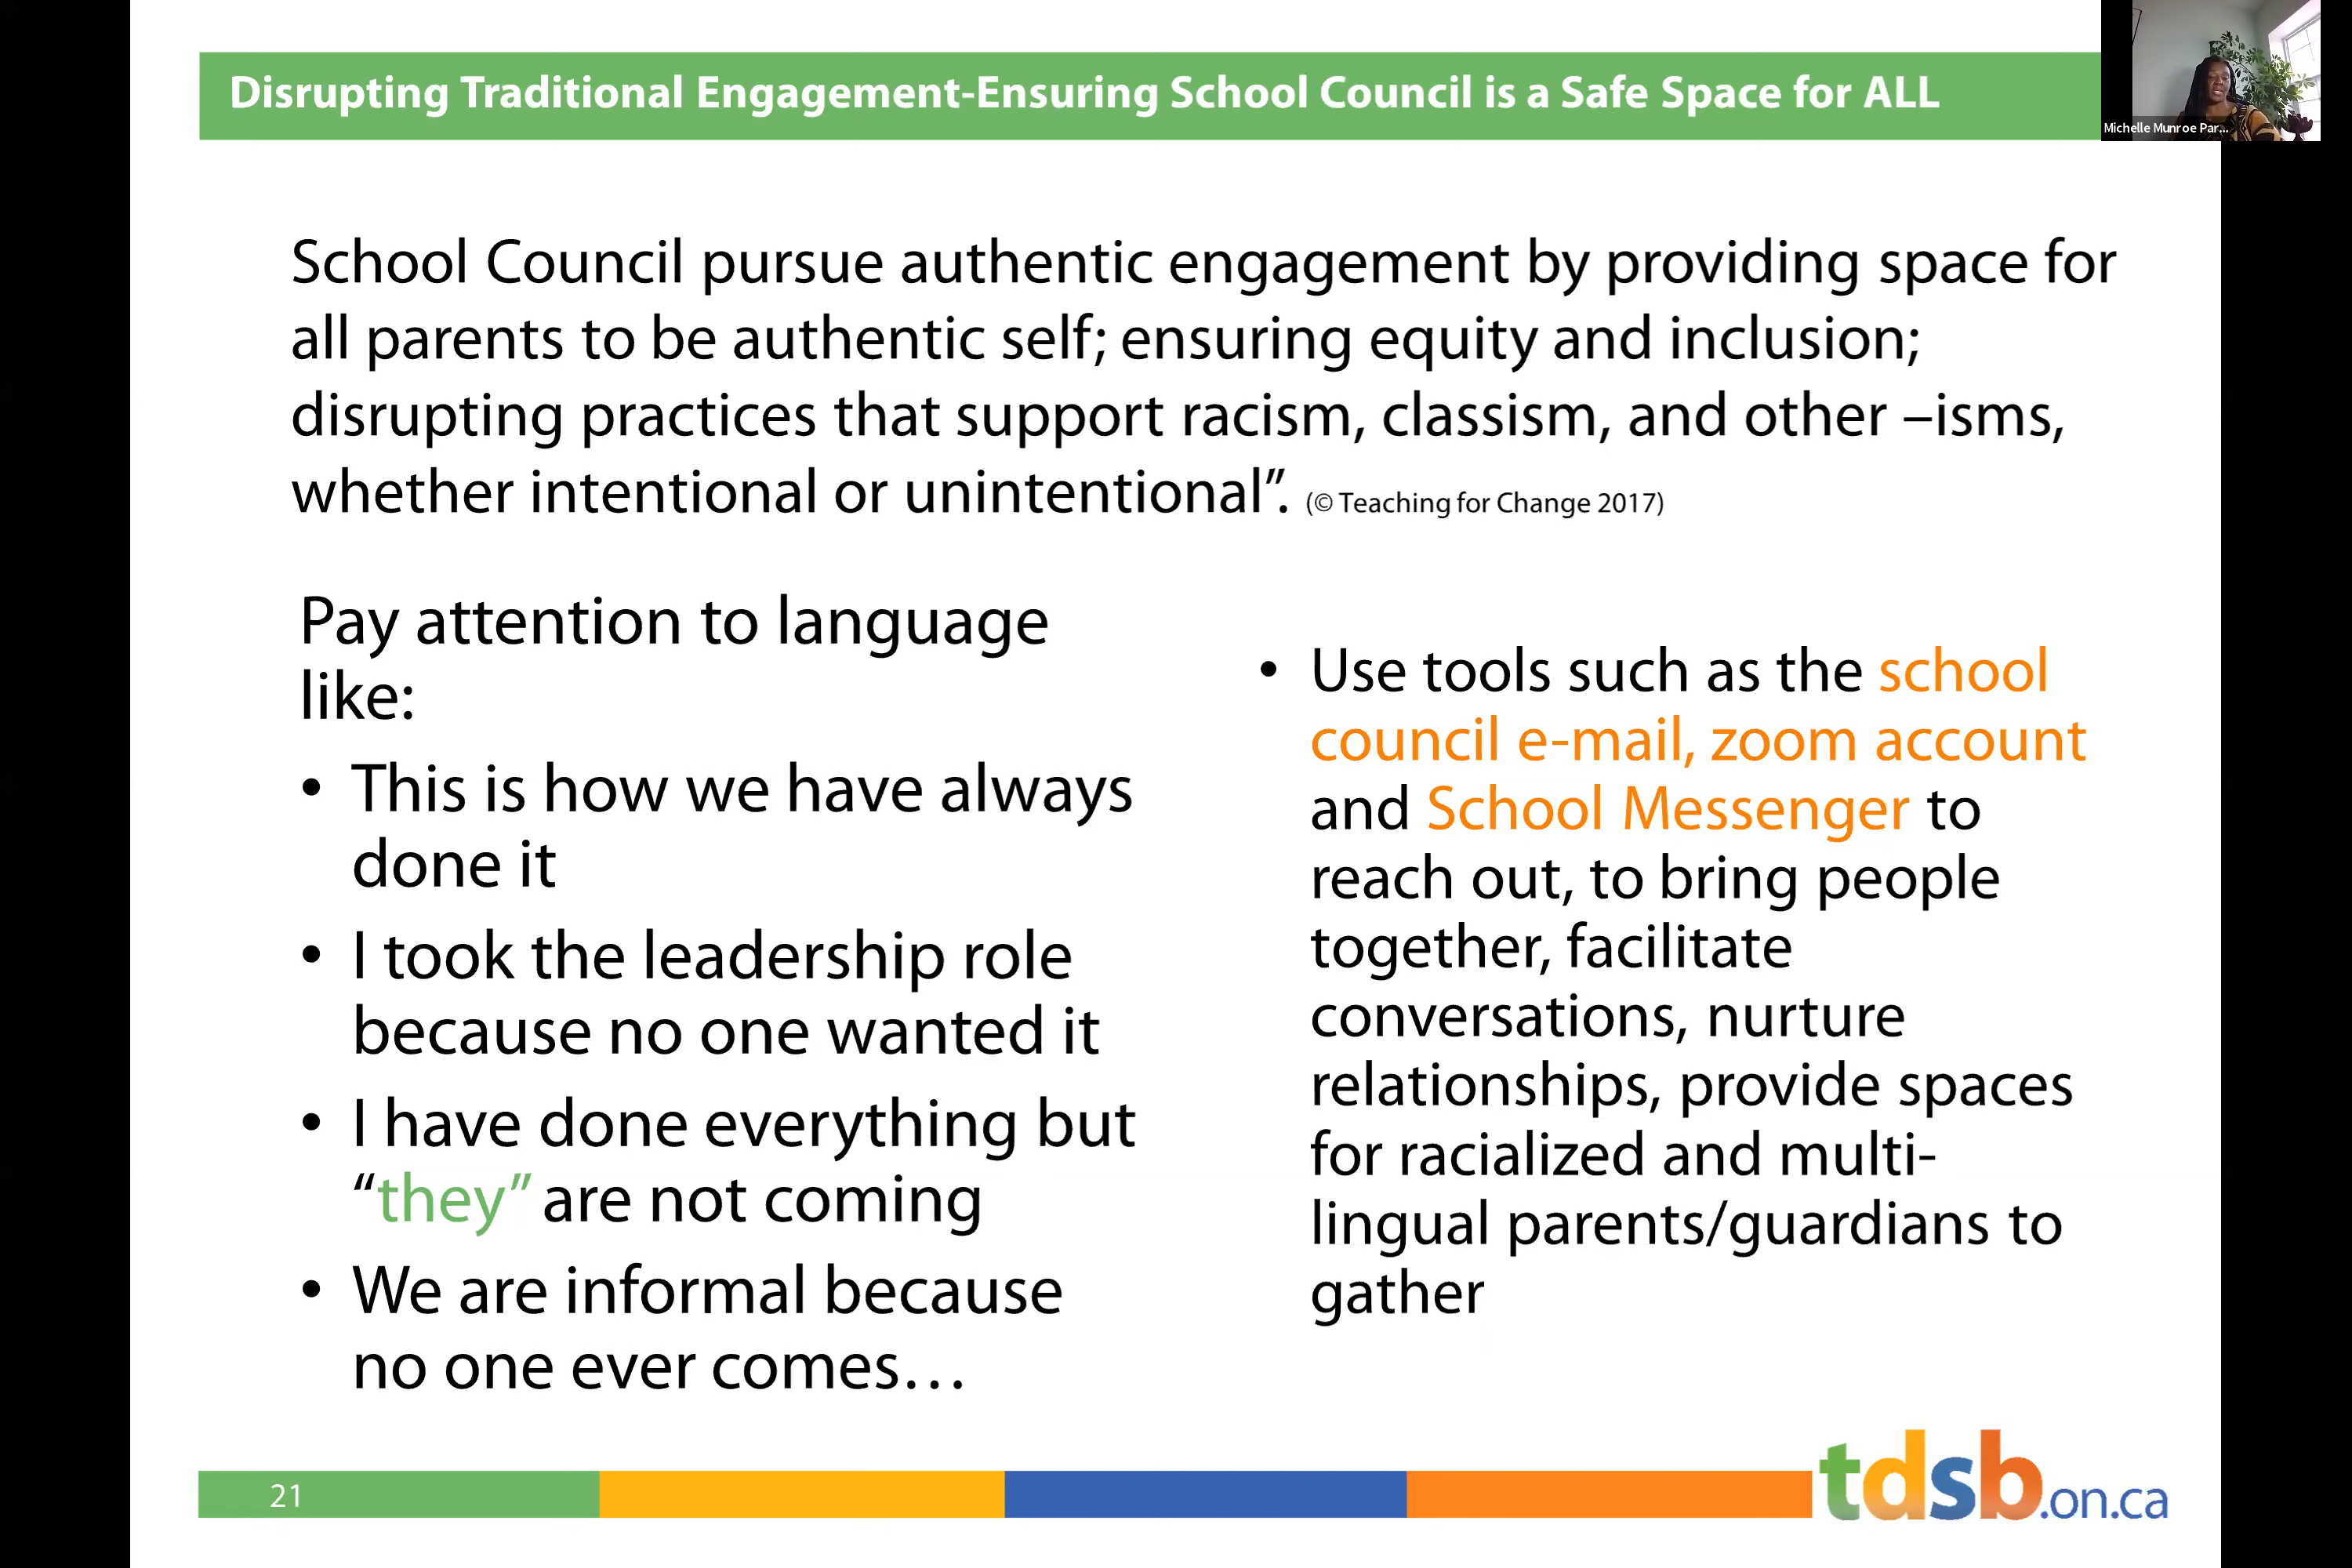 Disrupting Traditional Engagement-Ensuring School Council is a Safe Space for ALL
Michelle Munroe Par...
School Council pursue authentic engagement by providing space for
all parents to be authentic self; ensuring equity and inclusion;
disrupting practices that support racism, classism, and other –isms,
whether intentional or unintentional”. (© Teaching for Change 2017)
Pay attention to language
like:
• This is how we have always
done it
• I took the leadership role
because no one wanted it
• I have done everything but
“they” are not coming
• We are informal because
no one ever comes…
• Use tools such as the school
council e-mail, zoom account
and School Messenger to
reach out, to bring people
together, facilitate
conversations, nurture
relationships, provide spaces
for racialized and multi-
lingual parents/guardians to
gather
21
tdsb.on.ca